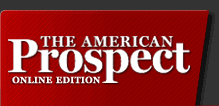 THE AMERICAN
Prospect
ONLINE EDITION